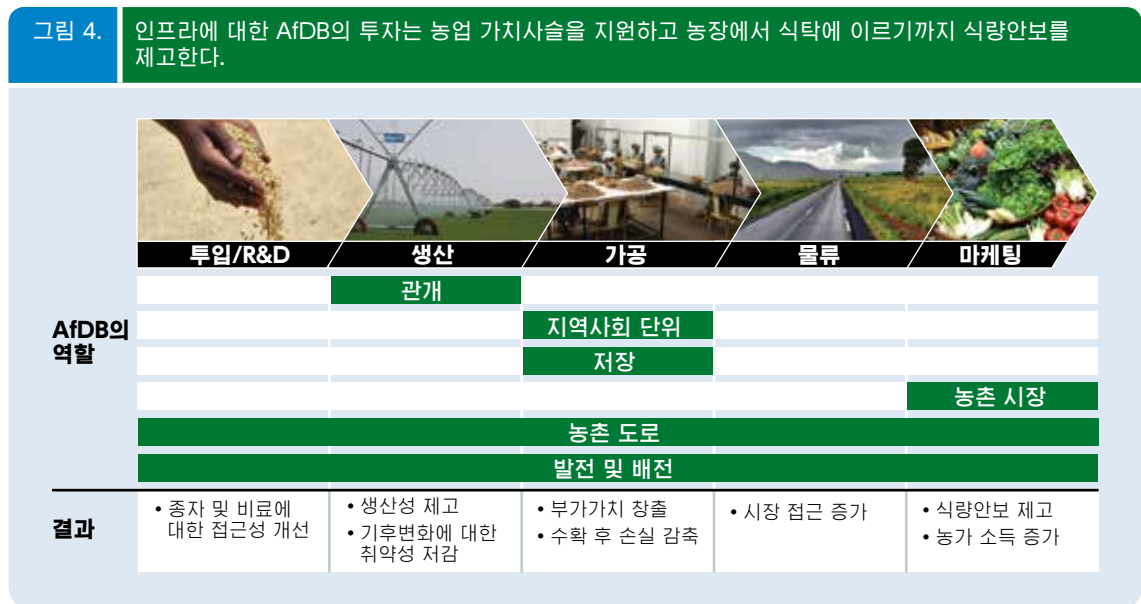 그림 4.
인프라에 대한 AfDB의 투자는 농업 가치사슬을 지원하고 농장에서 식탁에 이르기까지 식량안보를
제고한다.
투입/R&D 생산 가공 물류 마케팅
AfDB의
역할
관개
지역사회 단위
저장
농촌 시장
농촌 도로
발전 및 배전
결과
• 종자 및 비료에
대한 접근성 개선
• 생산성 제고
• 기후변화에 대한
취약성 저감
• 부가가치 창출
• 수확 후 손실 감축
• 시장 접근 증가
• 식량안보 제고
• 농가 소득 증가